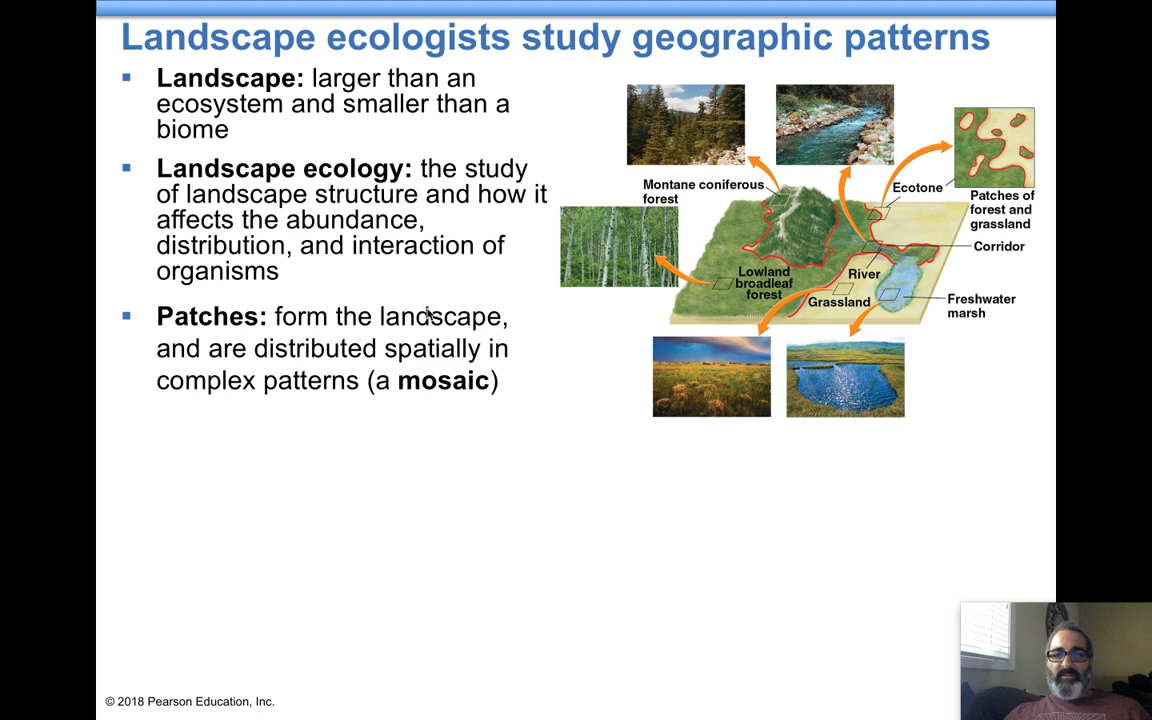 Landscape ecologists study geographic patterns
▪ Landscape: larger than an
ecosystem and smaller than a
biome
▪ Landscape ecology: the study
of landscape structure and how it
affects the abundance,
distribution, and interaction of
organisms
▪ Patches: form the landscape,
and are distributed spatially in
complex patterns (a mosaic)
Montane coniferous
forest
Ecotone
Patches of
forest and
grassland
Corridor
Lowland
broadleaf
forest
River
Grassland
Freshwater
marsh
© 2018 Pearson Education, Inc.